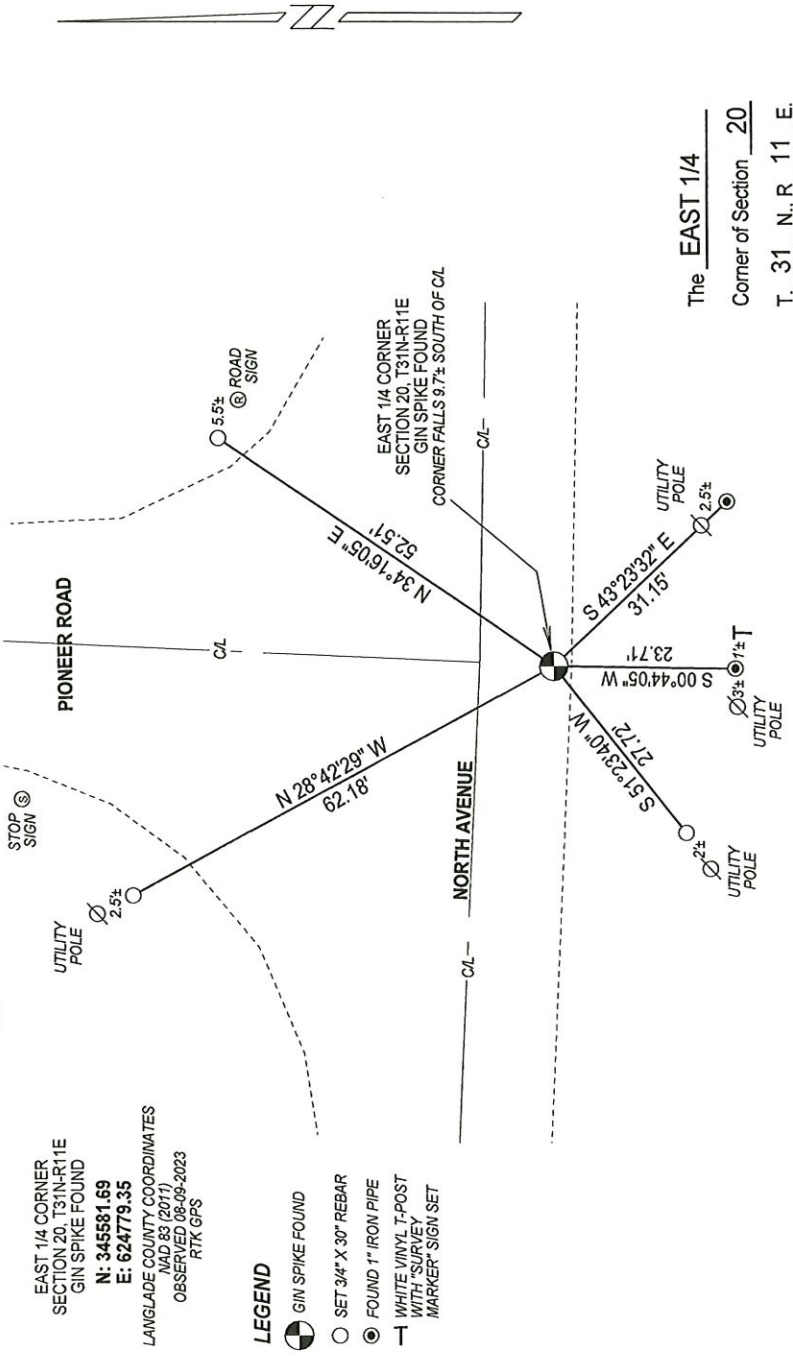 EAST 1/4 CORNER
SECTION 20, T31N-R11E
GIN SPIKE FOUND
N: 345581.69
E: 624779.35
LANGLADE COUNTY COORDINATES
NAD 83 (2011)
OBSERVED 08-09-2023
RTK GPS
LEGEND
GIN SPIKE FOUND
SET 3/4" X 30" REBAR
FOUND 1" IRON PIPE
T WHITE VINYL T-POST
WITH "SURVEY
MARKER" SIGN SET
STOP
SIGN
S
PIONEER ROAD
C/L
UTILITY
POLE
2.5'±
N 28°42'29" W
62.18'
5.5'±
R
ROAD
SIGN
N 34°16'05" E
52.51'
EAST 1/4 CORNER
SECTION 20, T31N-R11E
GIN SPIKE FOUND
CORNER FALLS 9.7'± SOUTH OF C/L
NORTH AVENUE
C/L
C/L
S 51°23'40" W
27.72'
2'±
UTILITY
POLE
S 00°44'05" W
23.71'
3'±
1'±
T
UTILITY
POLE
S 43°23'32" E
31.15'
UTILITY
POLE
2.5'±
N
The EAST 1/4
Corner of Section 20
T. 31 N., R 11 E.